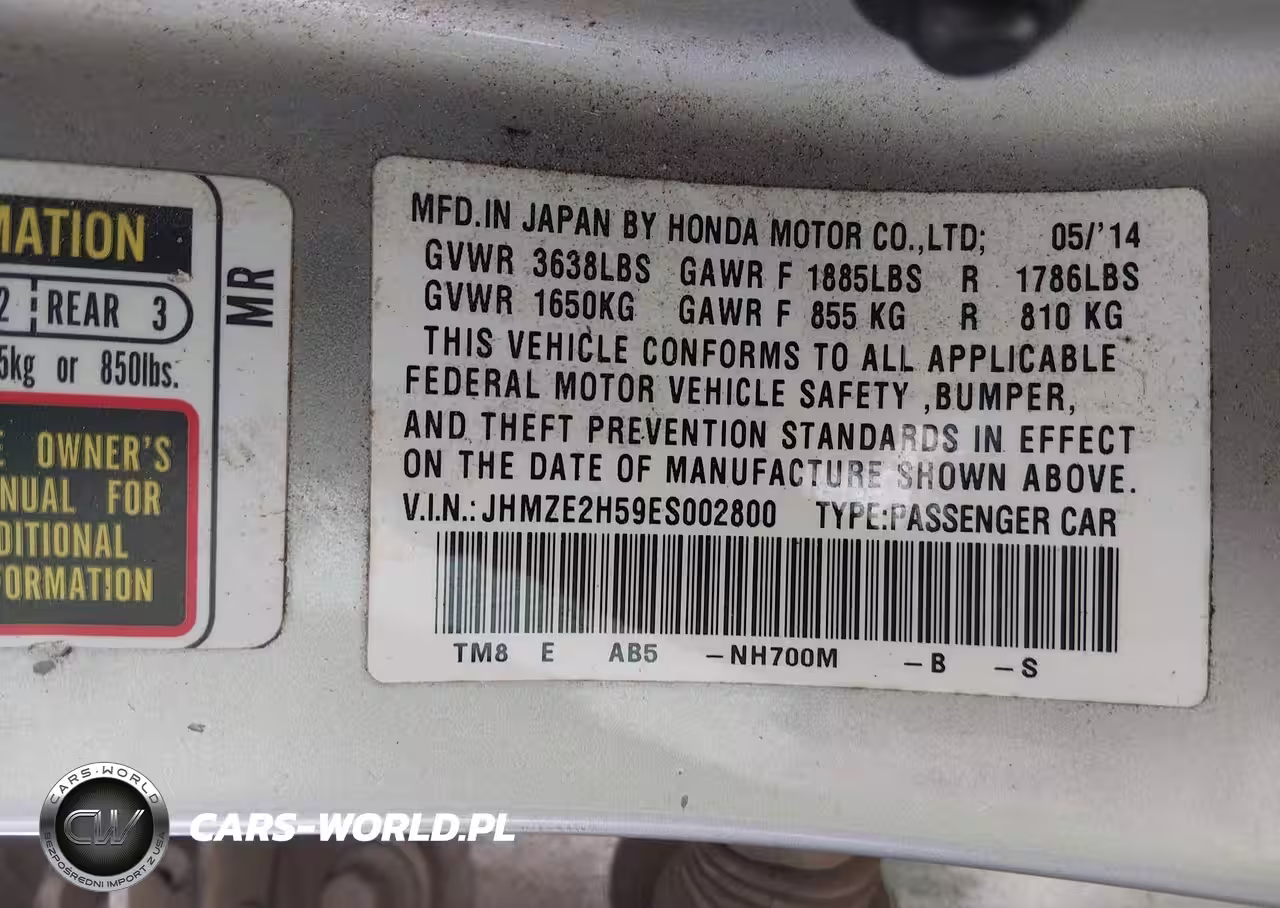 MATION
2 REAR 3
5kg or 850lbs.
E OWNER'S
NUAL FOR
DITIONAL
FORMATION
MR
MFD.IN JAPAN BY HONDA MOTOR CO.,LTD; 05/'14
GVWR 3638LBS GAWR F 1885LBS R 1786LBS
GVWR 1650KG GAWR F 855 KG R 810 KG
THIS VEHICLE CONFORMS TO ALL APPLICABLE
FEDERAL MOTOR VEHICLE SAFETY ,BUMPER,
AND THEFT PREVENTION STANDARDS IN EFFECT
ON THE DATE OF MANUFACTURE SHOWN ABOVE.
V.I.N.: JHMZE2H59ES002800 TYPE:PASSENGER CAR
TM8 E AB5 -NH700M -B -S
CARS-WORLD
CW
BEZPOŚREDNI IMPORT Z USA
CARS-WORLD.PL